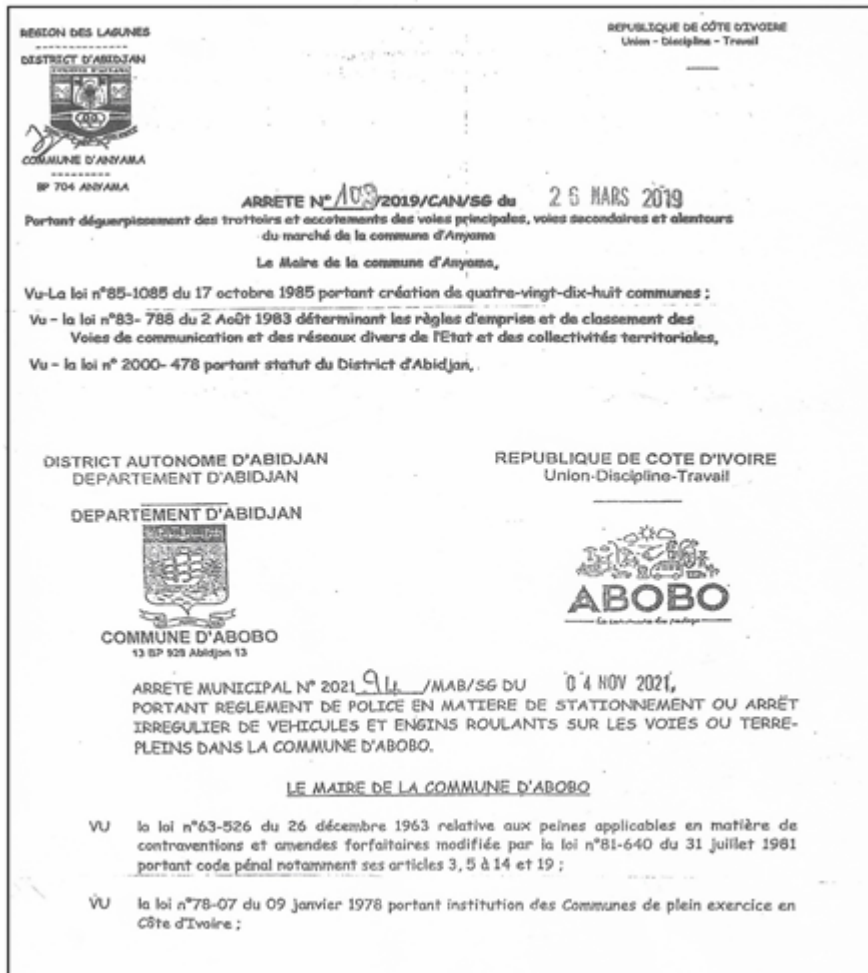 REGION DES LAGUNES
DISTRICT D'ABIDJAN
COMMUNE D'ANYAMA
BP 704 ANYAMA
REPUBLIQUE DE CÔTE D'IVOIRE
Union - Discipline - Travail
ARRETE N° 109/2019/CAN/SG du 26 MARS 2019
Portant déguerpissement des trottoirs et accotements des voies principales, voies secondaires et alentours
du marché de la commune d'Anyama
Le Maire de la commune d'Anyama,
Vu-La loi n°85-1085 du 17 octobre 1985 portant création de quatre-vingt-dix-huit communes ;
Vu - la loi n°83- 788 du 2 Août 1983 déterminant les règles d'emprise et de classement des
Voies de communication et des réseaux divers de l'Etat et des collectivités territoriales,
Vu - la loi n° 2000- 478 portant statut du District d'Abidjan,
DISTRICT AUTONOME D'ABIDJAN
DEPARTEMENT D'ABIDJAN
DEPARTEMENT D'ABIDJAN
COMMUNE D'ABOBO
13 BP 929 Abidjan 13
REPUBLIQUE DE COTE D'IVOIRE
Union-Discipline-Travail
ABOBO
ARRETE MUNICIPAL N° 2021 94 /MAB/SG DU 04 NOV 2021,
PORTANT REGLEMENT DE POLICE EN MATIERE DE STATIONNEMENT OU ARRÊT
IRREGULIER DE VEHICULES ET ENGINS ROULANTS SUR LES VOIES OU TERRE-
PLEINS DANS LA COMMUNE D'ABOBO.
LE MAIRE DE LA COMMUNE D'ABOBO
VU la loi n°63-526 du 26 décembre 1963 relative aux peines applicables en matière de
contraventions et amendes forfaitaires modifiée par la loi n°81-640 du 31 juillet 1981
portant code pénal notamment ses articles 3, 5 à 14 et 19 ;
VU la loi n°78-07 du 09 janvier 1978 portant institution des Communes de plein exercice en
Côte d'Ivoire ;